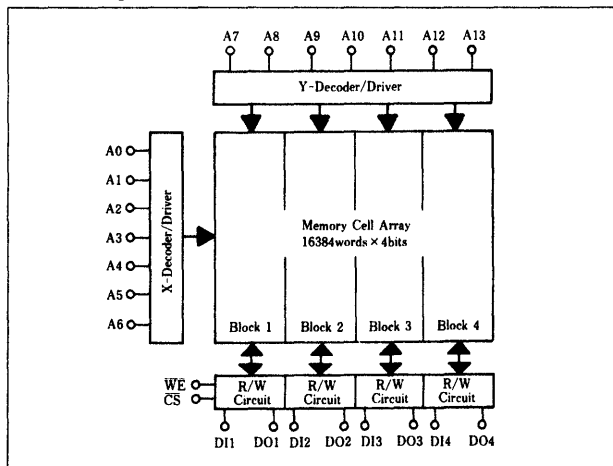 A7 A8 A9 A10 A11 A12 A13
Y-Decoder/Driver
A0
A1
A2
A3
A4
A5
A6
X-Decoder/Driver
Memory Cell Array
16384words × 4bits
Block 1 Block 2 Block 3 Block 4
W̅E̅
C̅S̅
R/W Circuit
R/W Circuit
R/W Circuit
R/W Circuit
DI1 DO1 DI2 DO2 DI3 DO3 DI4 DO4